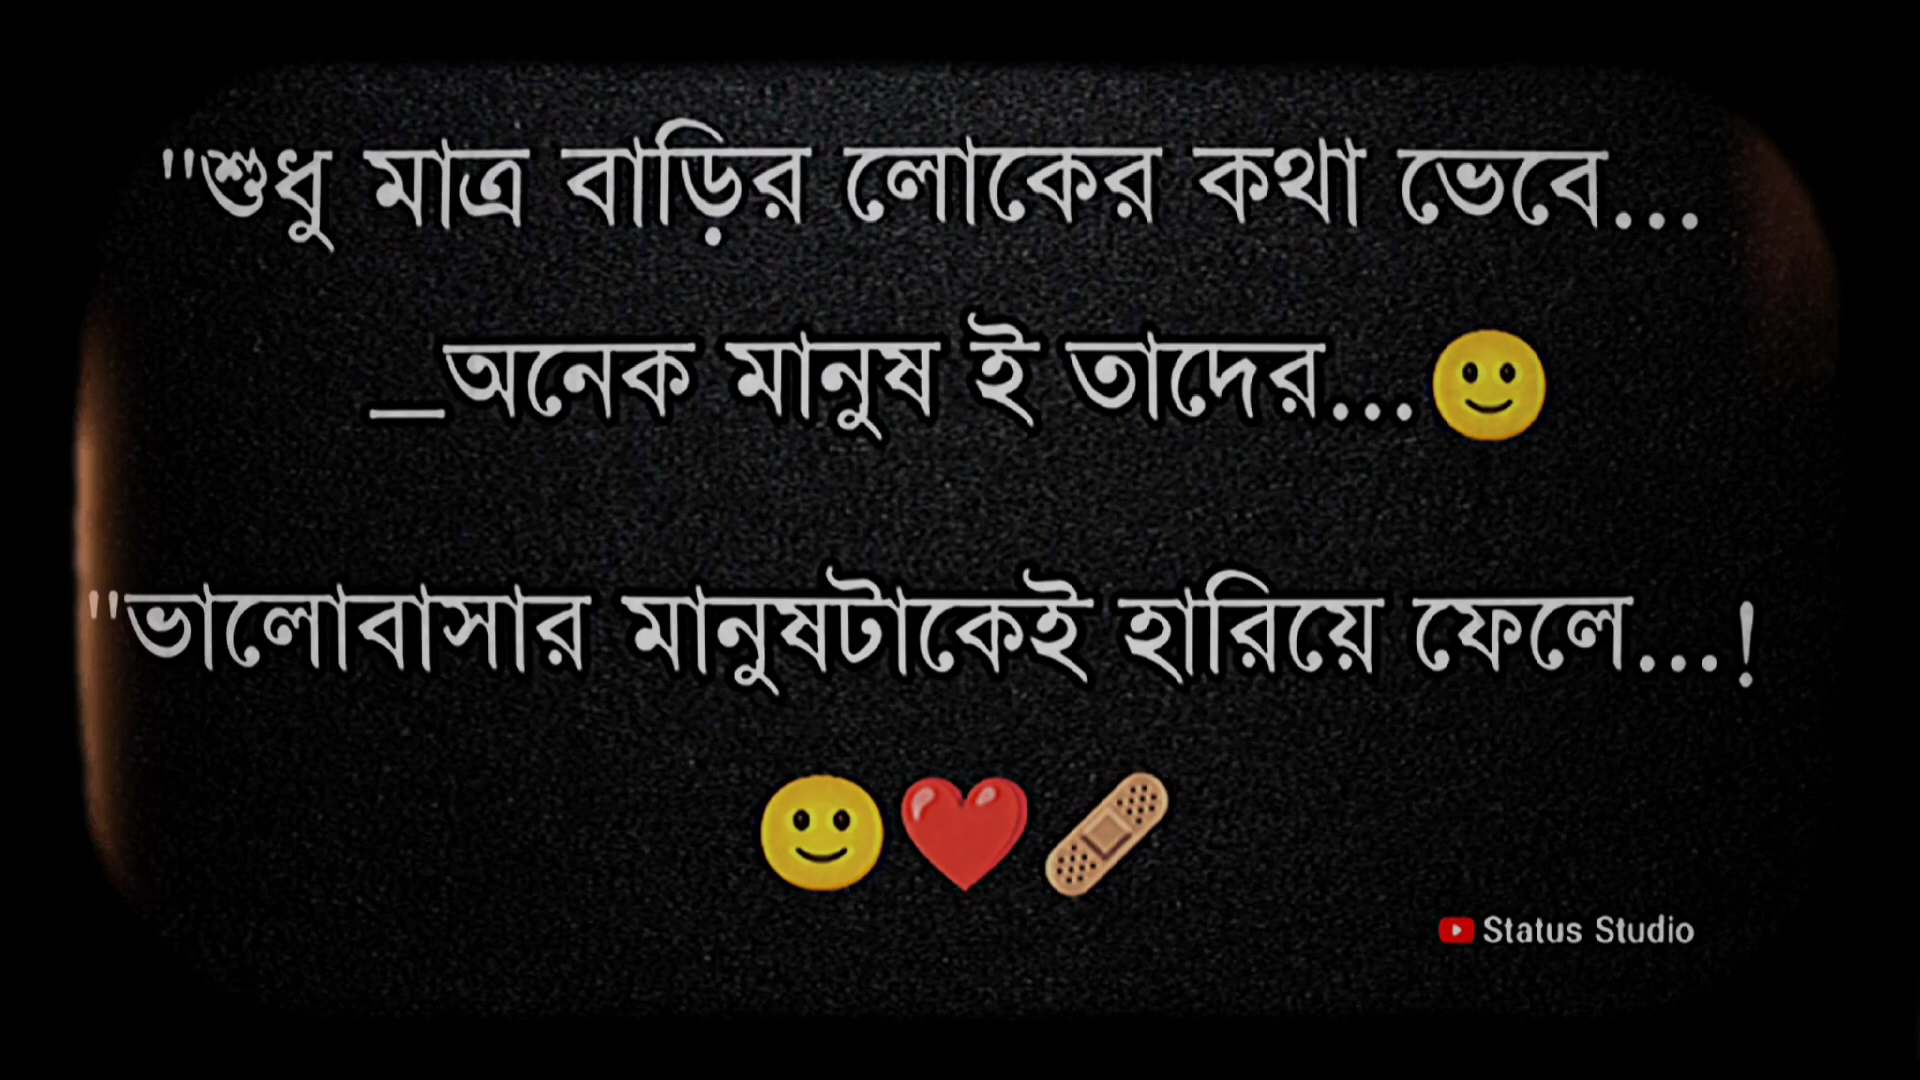 "শুধু মাত্র বাড়ির লোকের কথা ভেবে...
_অনেক মানুষ ই তাদের...🙂
"ভালোবাসার মানুষটাকেই হারিয়ে ফেলে...!
🙂❤️🩹
Status Studio